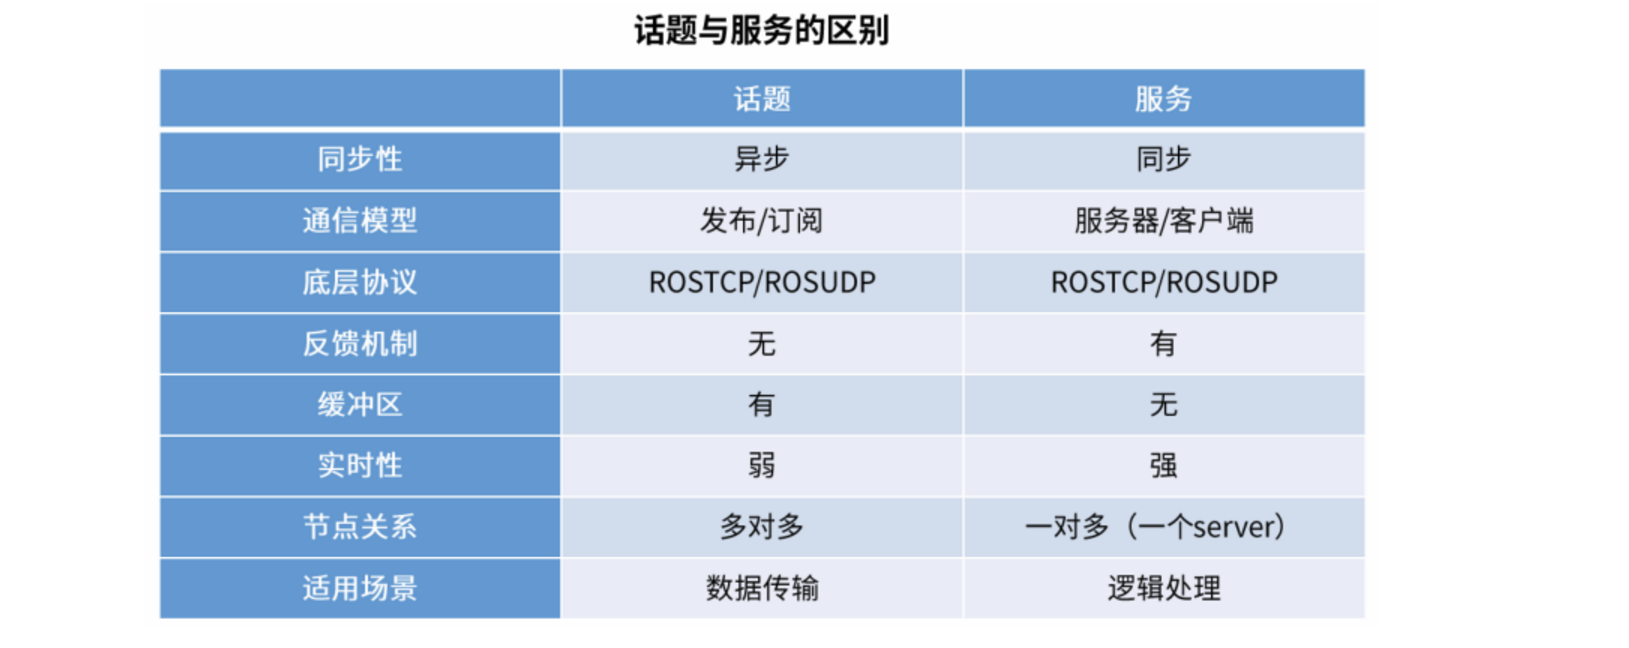 话题与服务的区别
话题 服务
同步性 异步 同步
通信模型 发布/订阅 服务器/客户端
底层协议 ROSTCP/ROSUDP ROSTCP/ROSUDP
反馈机制 无 有
缓冲区 有 无
实时性 弱 强
节点关系 多对多 一对多（一个server）
适用场景 数据传输 逻辑处理